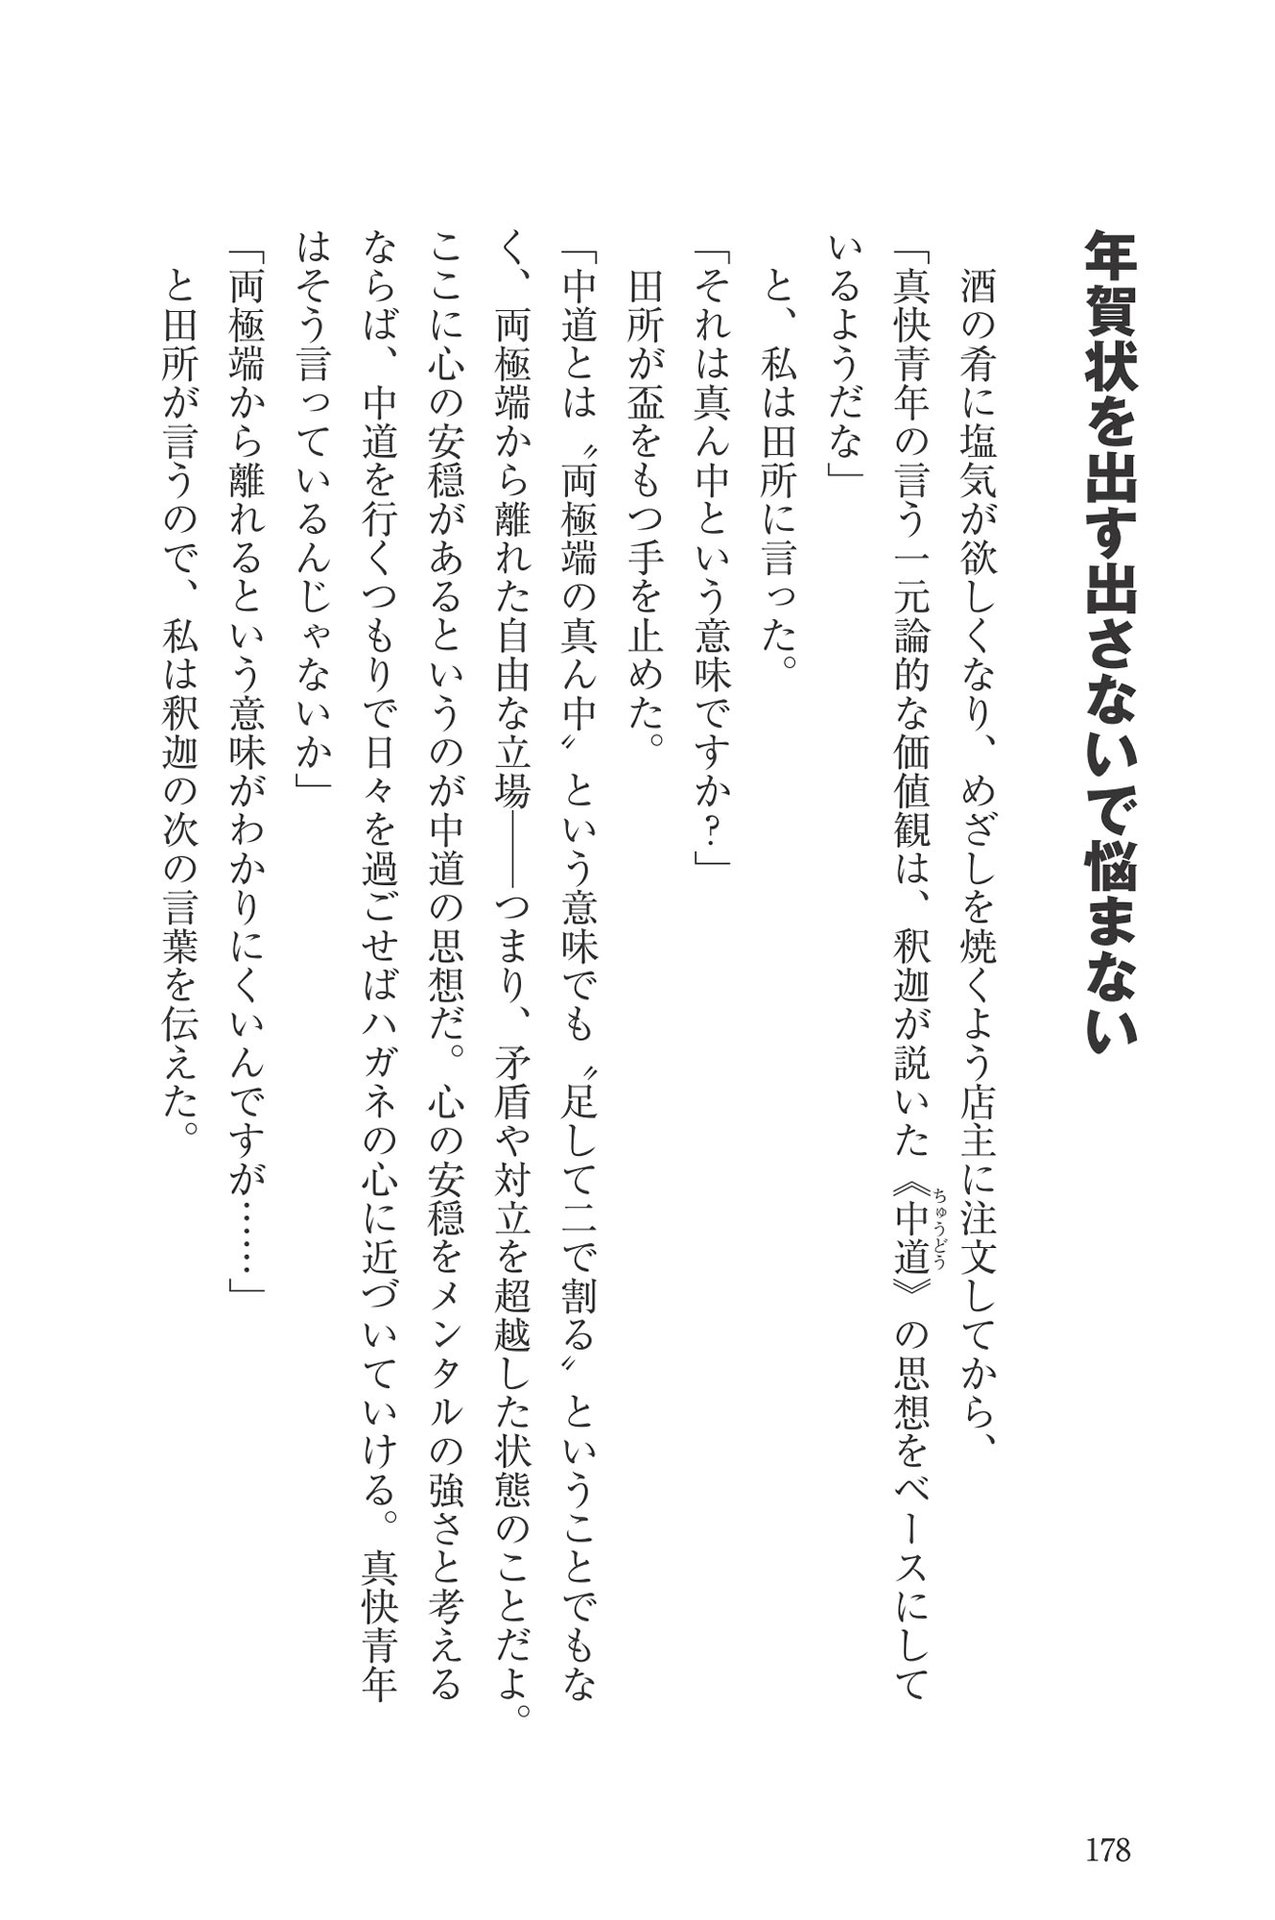 年賀状を出す出さないで悩まない
酒の肴に塩気が欲しくなり、めざしを焼くよう店主に注文してから、
「真快青年の言う一元論的な価値観は、釈迦が説いた《中道》の思想をベースにして
ちゅうどう
いるようだな」
と、私は田所に言った。
「それは真ん中という意味ですか?」
田所が盃をもつ手を止めた。
「中道とは〝両極端の真ん中〟という意味でも〝足して二で割る〟ということでもな
く、両極端から離れた自由な立場――つまり、矛盾や対立を超越した状態のことだよ。
ここに心の安穏があるというのが中道の思想だ。心の安穏をメンタルの強さと考える
ならば、中道を行くつもりで日々を過ごせばハガネの心に近づいていける。真快青年
はそう言っているんじゃないか」
「両極端から離れるという意味がわかりにくいんですが……」
と田所が言うので、私は釈迦の次の言葉を伝えた。
178